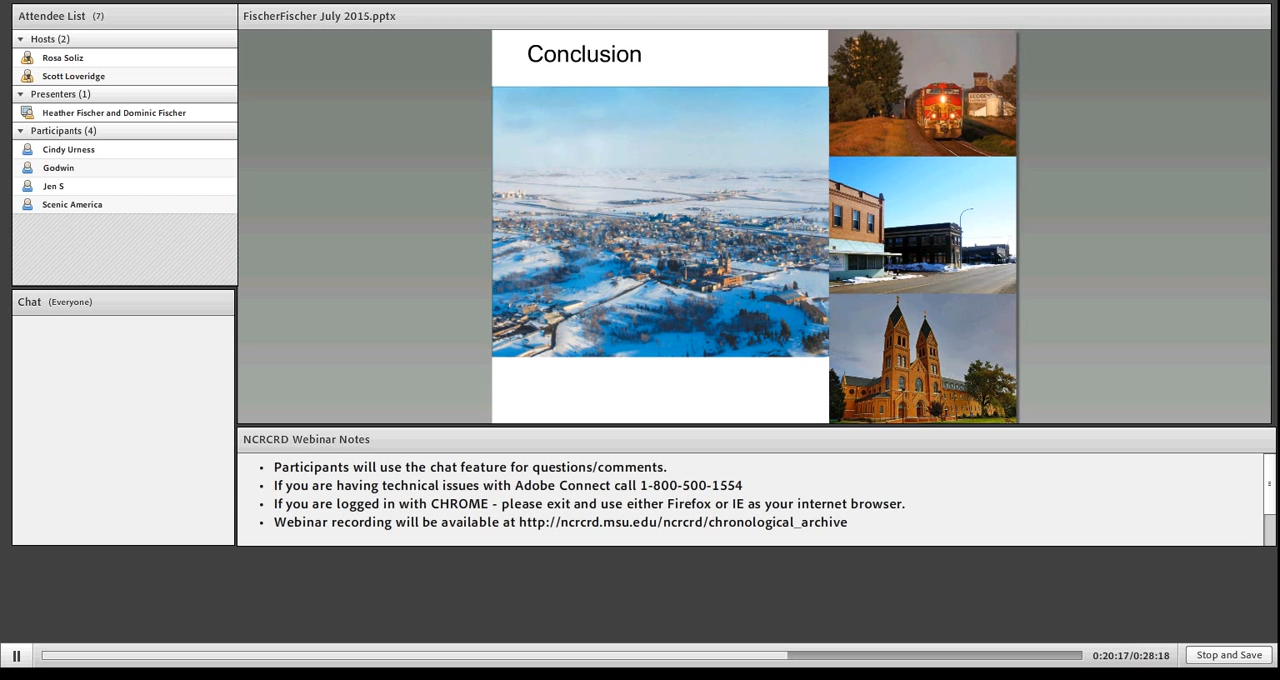 Attendee List (7)
Hosts (2)
Rosa Soliz
Scott Loveridge
Presenters (1)
Heather Fischer and Dominic Fischer
Participants (4)
Cindy Urness
Godwin
Jen S
Scenic America
Chat (Everyone)
FischerFischer July 2015.pptx
Conclusion
NCRCRD Webinar Notes
• Participants will use the chat feature for questions/comments.
• If you are having technical issues with Adobe Connect call 1-800-500-1554
• If you are logged in with CHROME - please exit and use either Firefox or IE as your internet browser.
• Webinar recording will be available at http://ncrcrd.msu.edu/ncrcrd/chronological_archive
0:20:17/0:28:18
Stop and Save